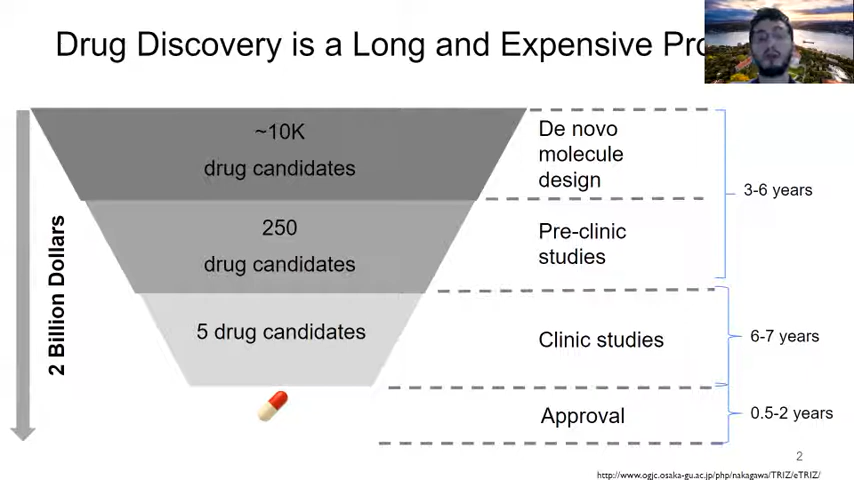 Drug Discovery is a Long and Expensive
~10K
drug candidates
De novo
molecule
design
3-6 years
250
drug candidates
Pre-clinic
studies
2 Billion Dollars
5 drug candidates
Clinic studies
6-7 years
Approval
0.5-2 years
2
http://www.ogjc.osaka-gu.ac.jp/php/nakagawa/TRIZ/eTRIZ/